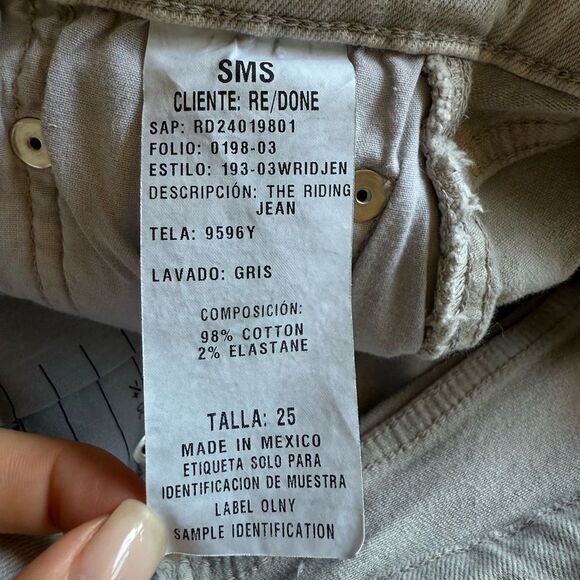 SMS
CLIENTE: RE/DONE
SAP: RD24019801
FOLIO: 0198-03
ESTILO: 193-03WRIDJEN
DESCRIPCIÓN: THE RIDING
JEAN
TELA: 9596Y
LAVADO: GRIS
COMPOSICIÓN:
98% COTTON
2% ELASTANE
TALLA: 25
MADE IN MEXICO
ETIQUETA SOLO PARA
IDENTIFICACION DE MUESTRA
LABEL OLNY
SAMPLE IDENTIFICATION